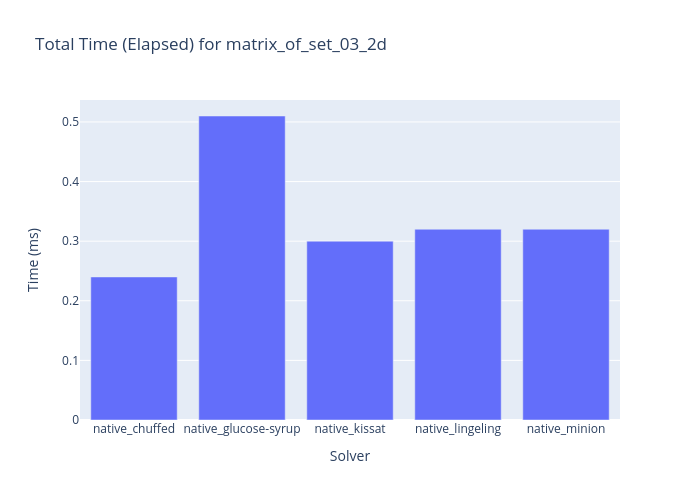 Total Time (Elapsed) for matrix_of_set_03_2d
Time (ms)
0.5
0.4
0.3
0.2
0.1
0
native_chuffed native_glucose-syrup native_kissat native_lingeling native_minion
Solver